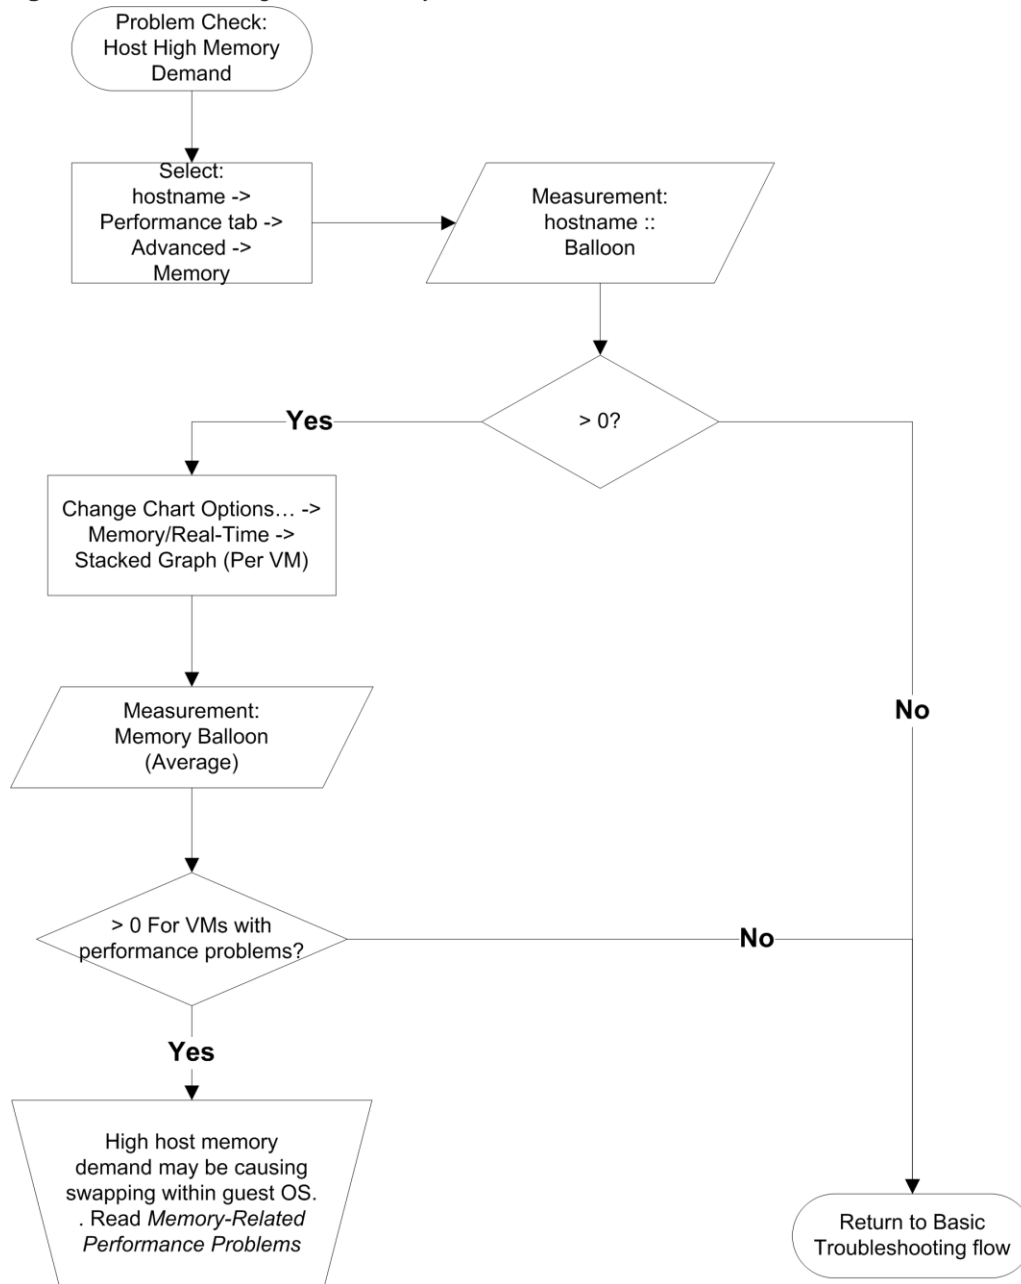 Problem Check:
Host High Memory
Demand
Select:
hostname ->
Performance tab ->
Advanced ->
Memory
Measurement:
hostname ::
Balloon
> 0?
Yes
Change Chart Options… ->
Memory/Real-Time ->
Stacked Graph (Per VM)
No
Measurement:
Memory Balloon
(Average)
> 0 For VMs with
performance problems?
No
Yes
High host memory
demand may be causing
swapping within guest OS.
. Read Memory-Related
Performance Problems
Return to Basic
Troubleshooting flow